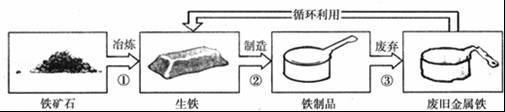 循环利用
冶炼 制造 废弃
① ② ③
铁矿石 生铁 铁制品 废旧金属铁